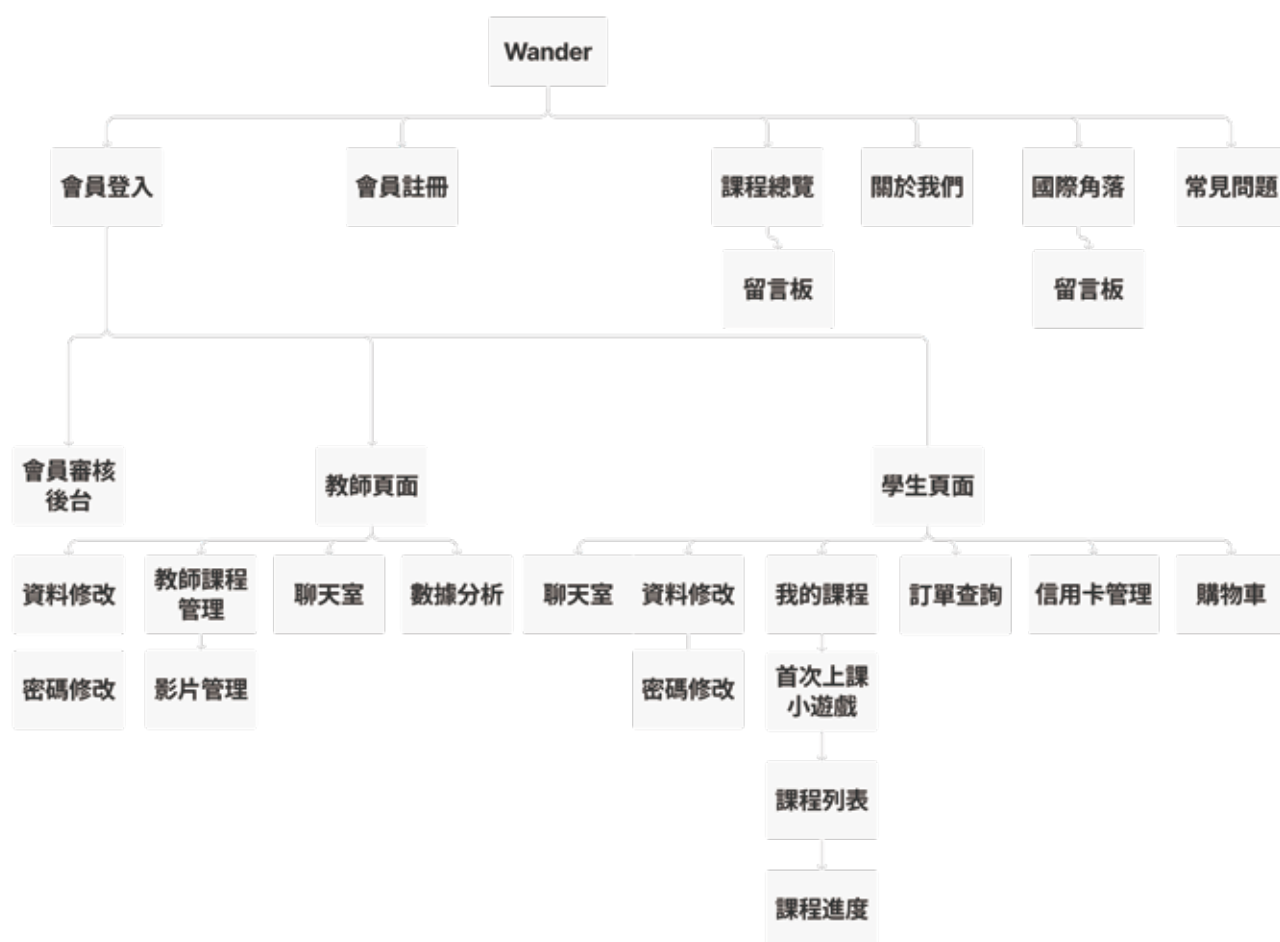 Wander
會員登入
會員註冊
課程總覽
關於我們
國際角落
常見問題
留言板
留言板
會員審核
後台
教師頁面
學生頁面
資料修改
教師課程
管理
聊天室
數據分析
聊天室
資料修改
我的課程
訂單查詢
信用卡管理
購物車
密碼修改
影片管理
密碼修改
首次上課
小遊戲
課程列表
課程進度